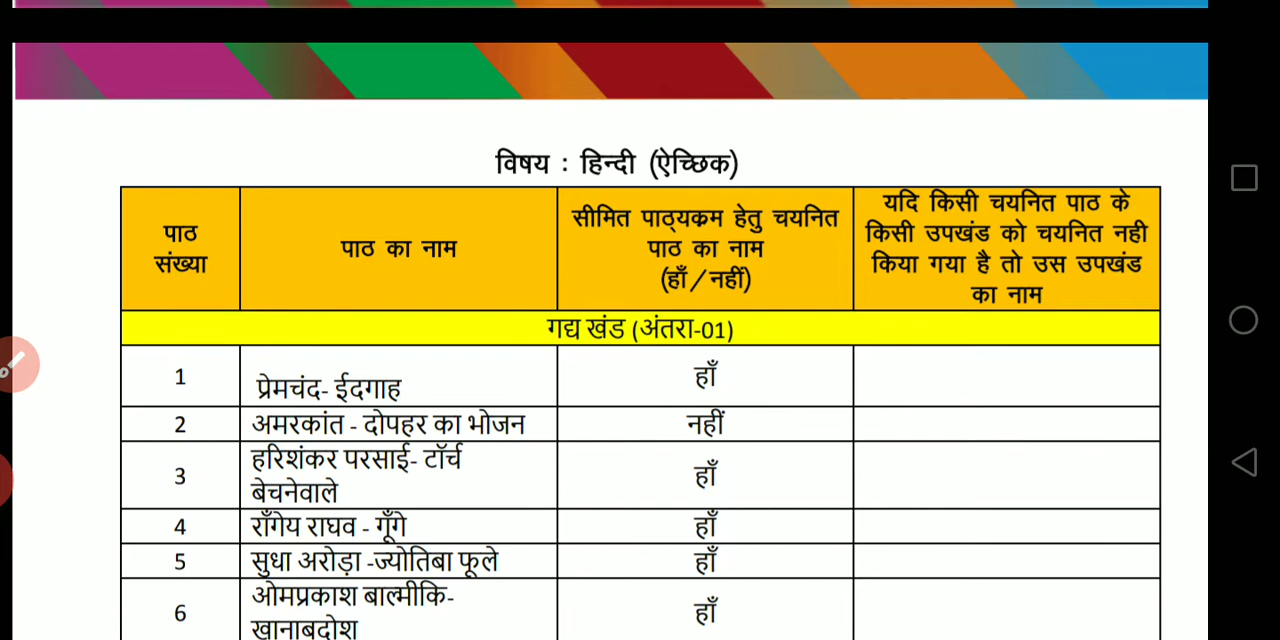 विषय : हिन्दी (ऐच्छिक)
पाठ
संख्या
पाठ का नाम
सीमित पाठ्यक्रम हेतु चयनित
पाठ का नाम
(हाँ/नहीं)
यदि किसी चयनित पाठ के
किसी उपखंड को चयनित नही
किया गया है तो उस उपखंड
का नाम
गद्य खंड (अंतरा-01)
1
प्रेमचंद- ईदगाह
हाँ
2
अमरकांत - दोपहर का भोजन
नहीं
3
हरिशंकर परसाई- टॉर्च
बेचनेवाले
हाँ
4
राँगेय राघव - गूँगे
हाँ
5
सुधा अरोड़ा -ज्योतिबा फूले
हाँ
6
ओमप्रकाश बाल्मीकि-
खानाबदोश
हाँ